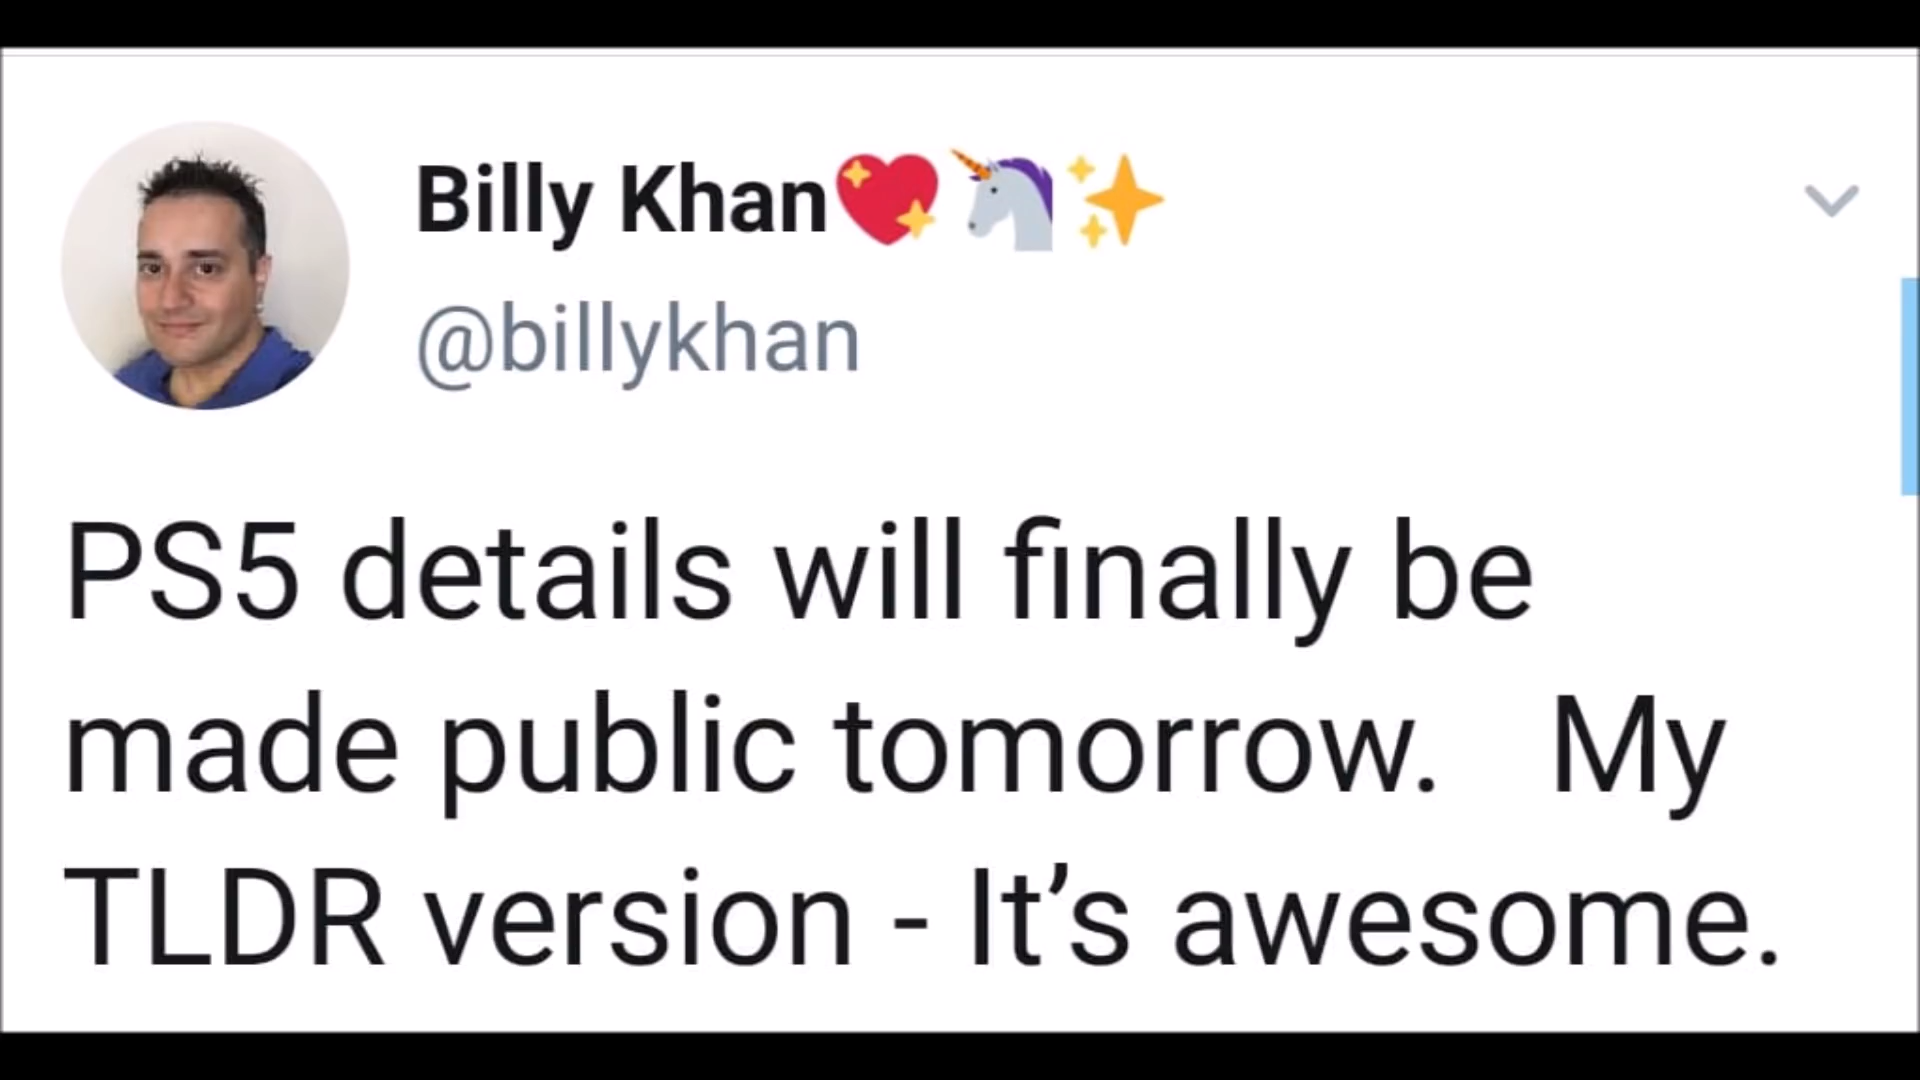 Billy Khan💖🦄✨
@billykhan
PS5 details will finally be
made public tomorrow.   My
TLDR version - It’s awesome.